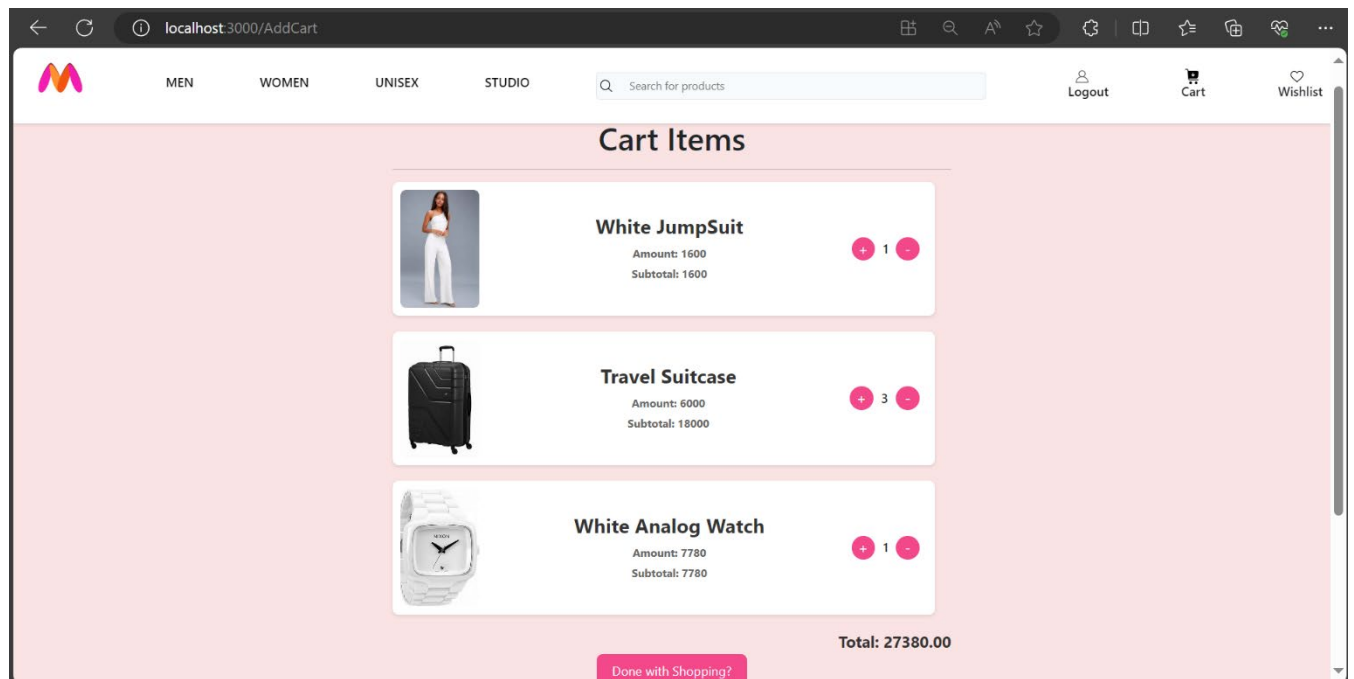 localhost:3000/AddCart
MEN WOMEN UNISEX STUDIO Search for products Logout Cart Wishlist
Cart Items
White JumpSuit
Amount: 1600
Subtotal: 1600
+ 1 -
Travel Suitcase
Amount: 6000
Subtotal: 18000
+ 3 -
NIXON
White Analog Watch
Amount: 7780
Subtotal: 7780
+ 1 -
Total: 27380.00
Done with Shopping?